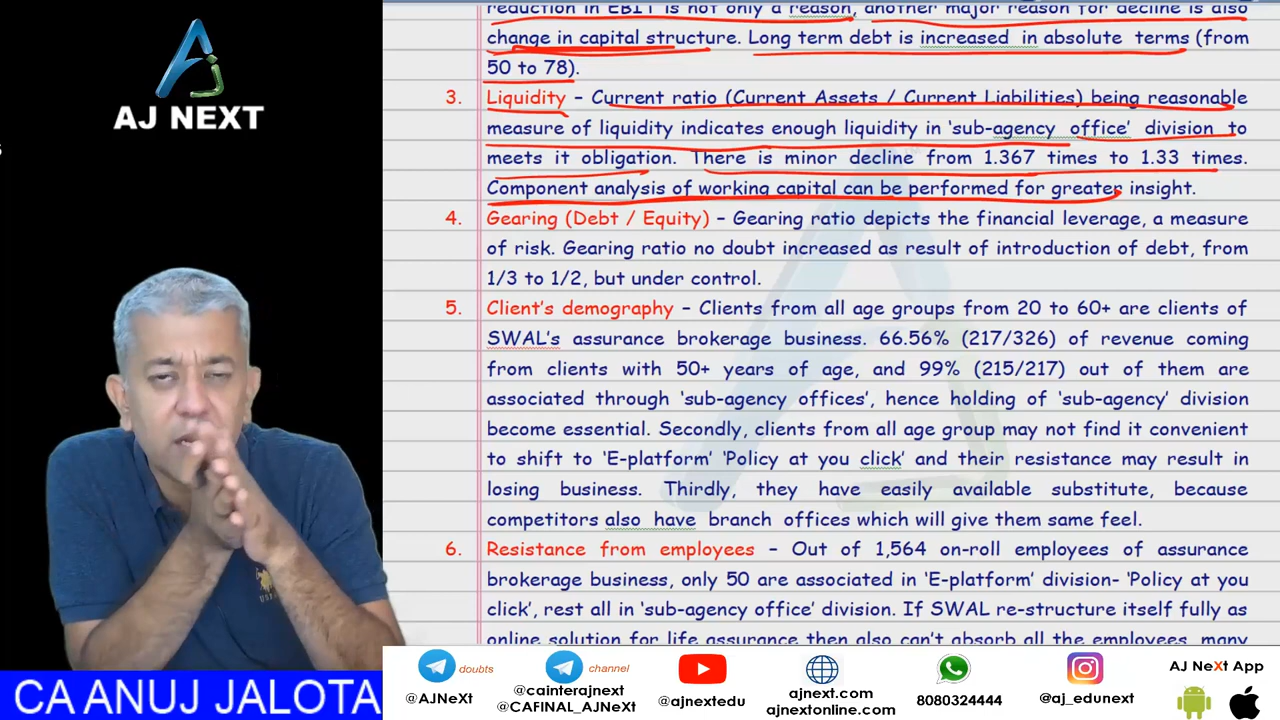 AJ NEXT
reduction in EBIT is not only a reason, another major reason for decline is also
change in capital structure. Long term debt is increased in absolute terms (from
50 to 78).
3. Liquidity – Current ratio (Current Assets / Current Liabilities) being reasonable
measure of liquidity indicates enough liquidity in ‘sub-agency office’ division to
meets it obligation. There is minor decline from 1.367 times to 1.33 times.
Component analysis of working capital can be performed for greater insight.
4. Gearing (Debt / Equity) – Gearing ratio depicts the financial leverage, a measure
of risk. Gearing ratio no doubt increased as result of introduction of debt, from
1/3 to 1/2, but under control.
5. Client’s demography – Clients from all age groups from 20 to 60+ are clients of
SWAL’s assurance brokerage business. 66.56% (217/326) of revenue coming
from clients with 50+ years of age, and 99% (215/217) out of them are
associated through ‘sub-agency offices’, hence holding of ‘sub-agency’ division
become essential. Secondly, clients from all age group may not find it convenient
to shift to ‘E-platform’ ‘Policy at you click’ and their resistance may result in
losing business. Thirdly, they have easily available substitute, because
competitors also have branch offices which will give them same feel.
6. Resistance from employees – Out of 1,564 on-roll employees of assurance
brokerage business, only 50 are associated in ‘E-platform’ division- ‘Policy at you
click’, rest all in ‘sub-agency office’ division. If SWAL re-structure itself fully as
online solution for life assurance then also can’t absorb all the employees, many
CA ANUJ JALOTA
doubts
@AJNeXt
channel
@cainterajnext
@CAFINAL_AJNeXt
@ajnextedu
ajnext.com
ajnextonline.com
8080324444
@aj_edunext
AJ NeXt App